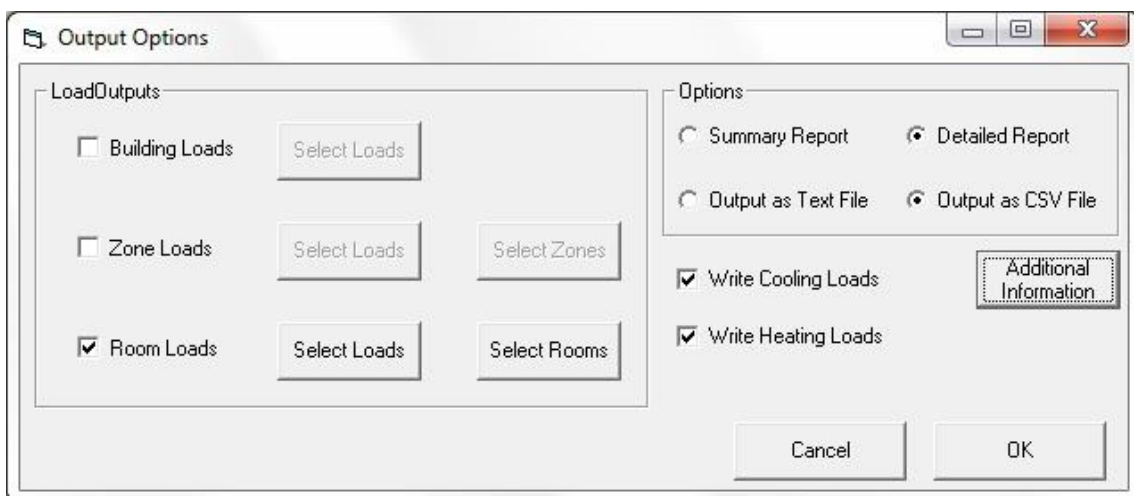 Output Options
LoadOutputs
Building Loads
Select Loads
Zone Loads
Select Loads
Select Zones
Room Loads
Select Loads
Select Rooms
Options
Summary Report
Detailed Report
Output as Text File
Output as CSV File
Write Cooling Loads
Additional
Information
Write Heating Loads
Cancel
OK